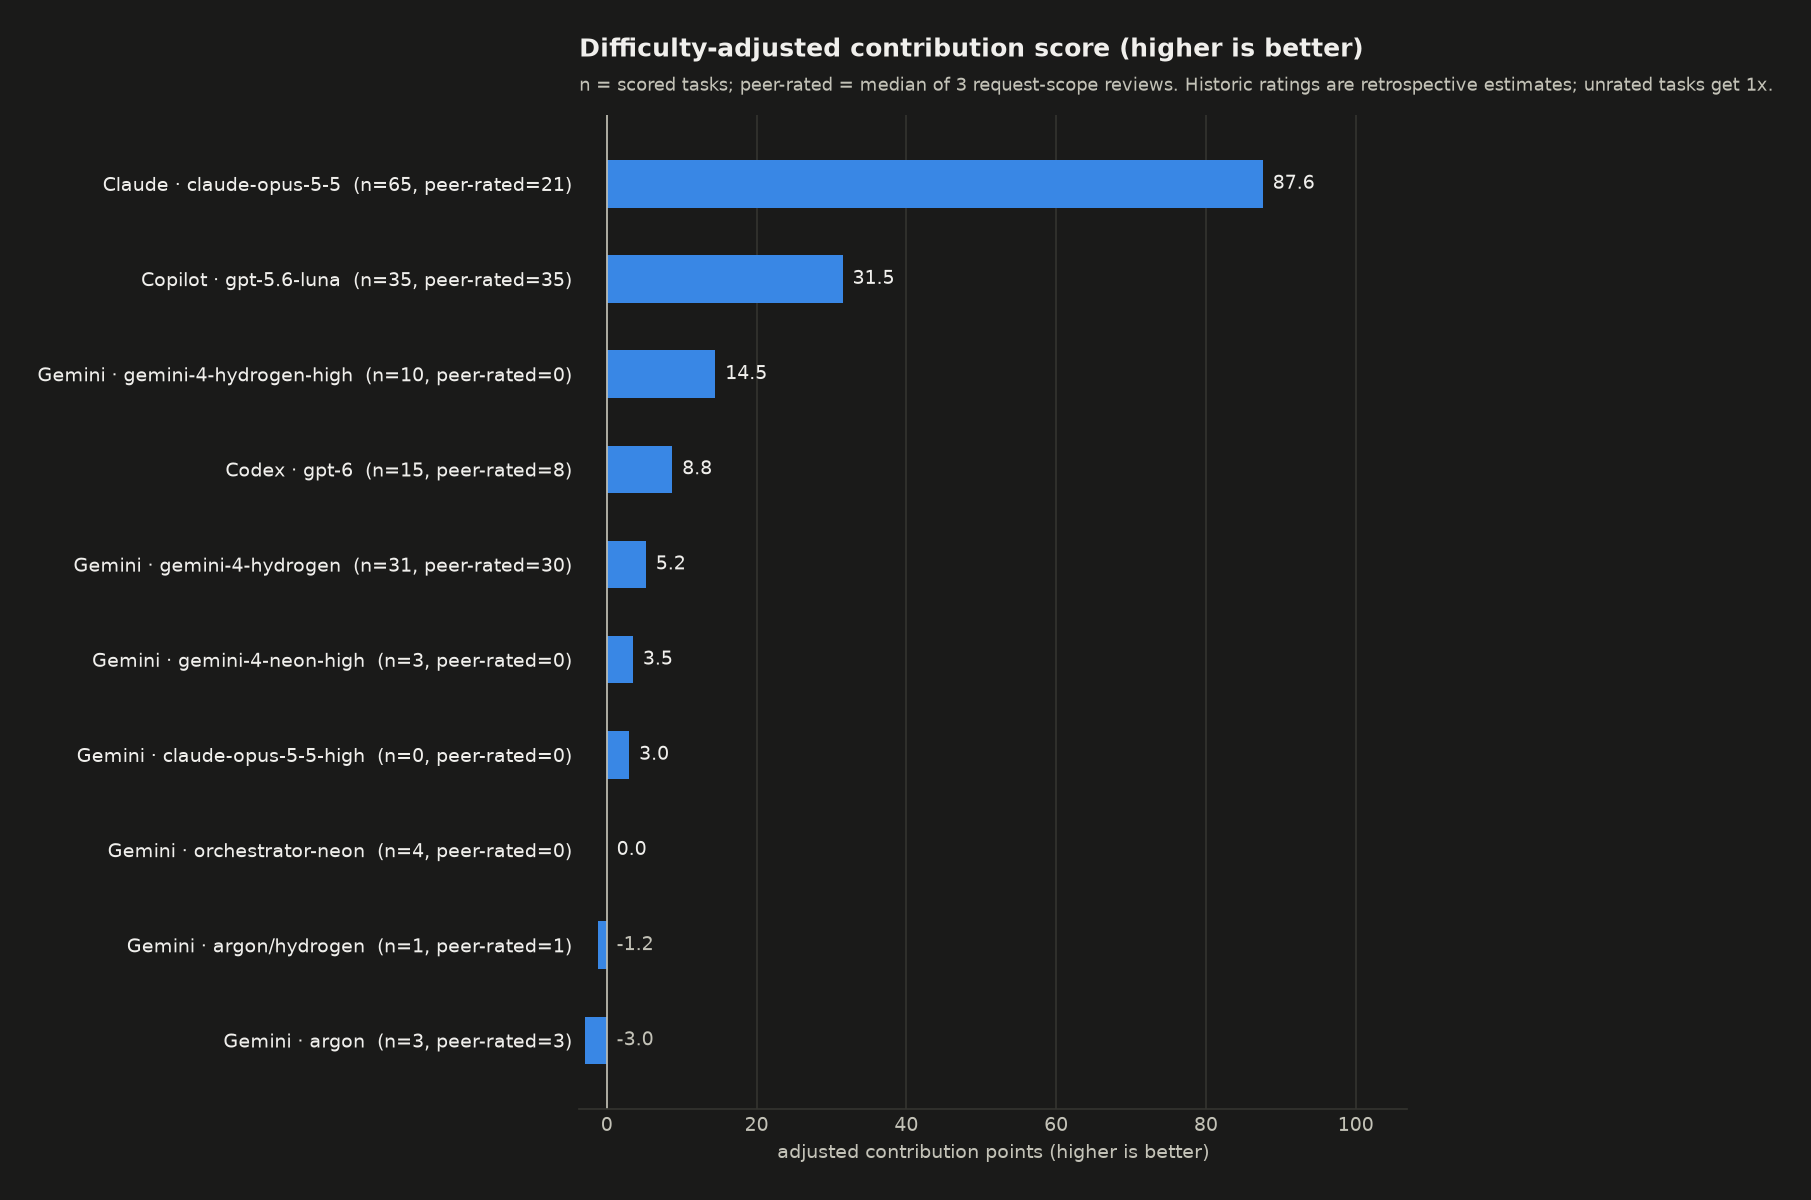 Difficulty-adjusted contribution score (higher is better)
n = scored tasks; peer-rated = median of 3 request-scope reviews. Historic ratings are retrospective estimates; unrated tasks get 1x.
Claude · claude-opus-5-5  (n=65, peer-rated=21) 87.6
Copilot · gpt-5.6-luna  (n=35, peer-rated=35) 31.5
Gemini · gemini-4-hydrogen-high  (n=10, peer-rated=0) 14.5
Codex · gpt-6  (n=15, peer-rated=8) 8.8
Gemini · gemini-4-hydrogen  (n=31, peer-rated=30) 5.2
Gemini · gemini-4-neon-high  (n=3, peer-rated=0) 3.5
Gemini · claude-opus-5-5-high  (n=0, peer-rated=0) 3.0
Gemini · orchestrator-neon  (n=4, peer-rated=0) 0.0
Gemini · argon/hydrogen  (n=1, peer-rated=1) -1.2
Gemini · argon  (n=3, peer-rated=3) -3.0
0 20 40 60 80 100
adjusted contribution points (higher is better)